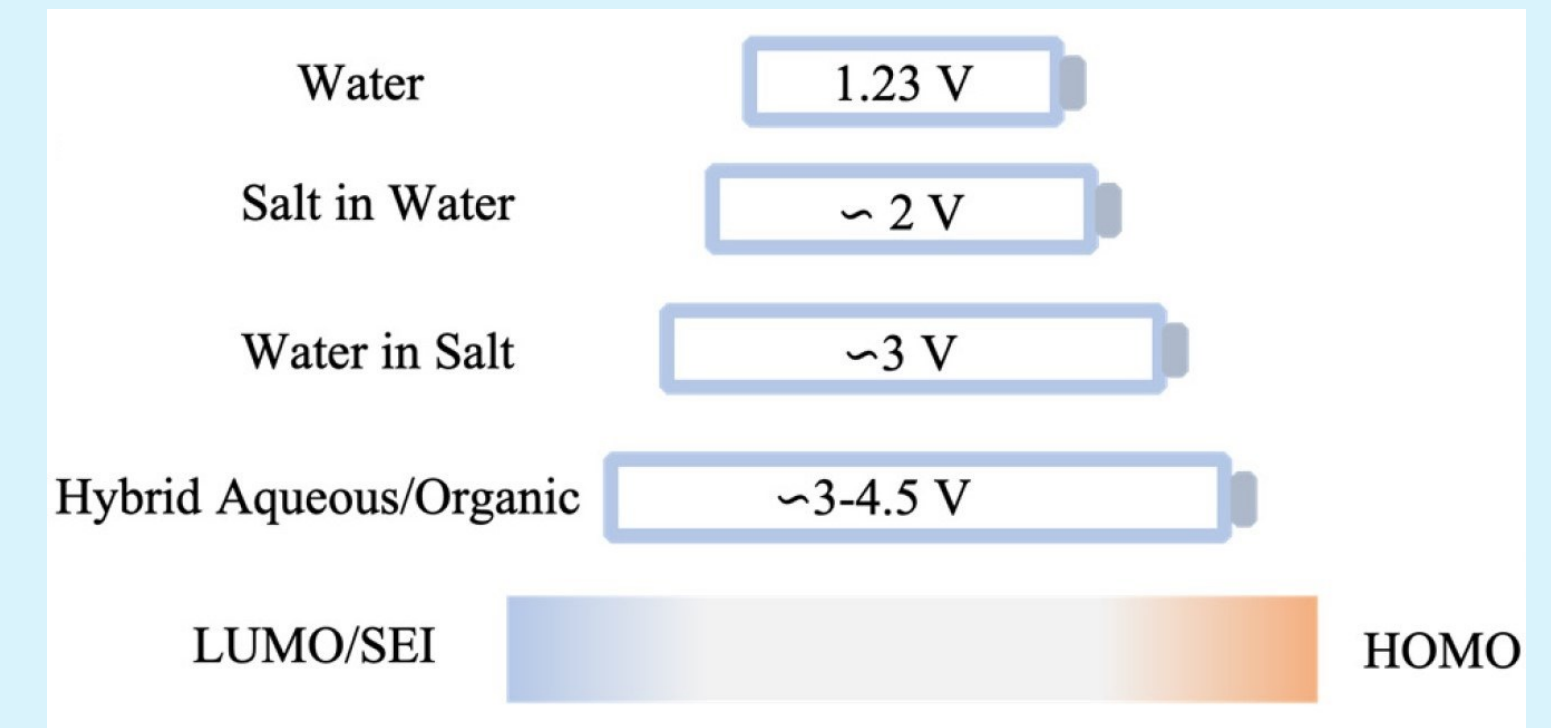 Water
1.23 V
Salt in Water
~ 2 V
Water in Salt
~3 V
Hybrid Aqueous/Organic
~3-4.5 V
LUMO/SEI
HOMO